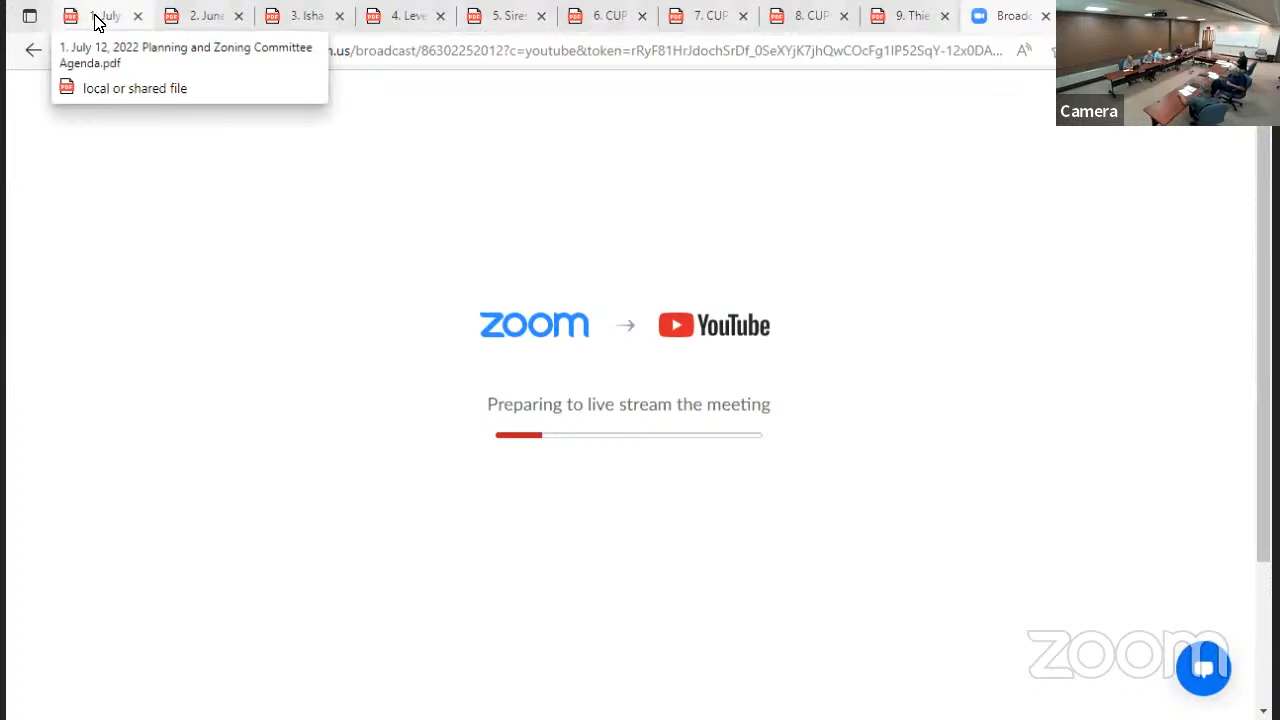 1. July
2. June
3. Isha
4. Leve
5. Sires
6. CUP
7. CUP
8. CUP
9. Thie
Broadc
n.us/broadcast/86302252012?c=youtube&token=rRyF81HrJdochSrDf_0SeXYjK7jhQwCOcFg1IP52SqY-12x0DA...
1. July 12, 2022 Planning and Zoning Committee
Agenda.pdf
local or shared file
Camera
zoom → YouTube
Preparing to live stream the meeting
zoom